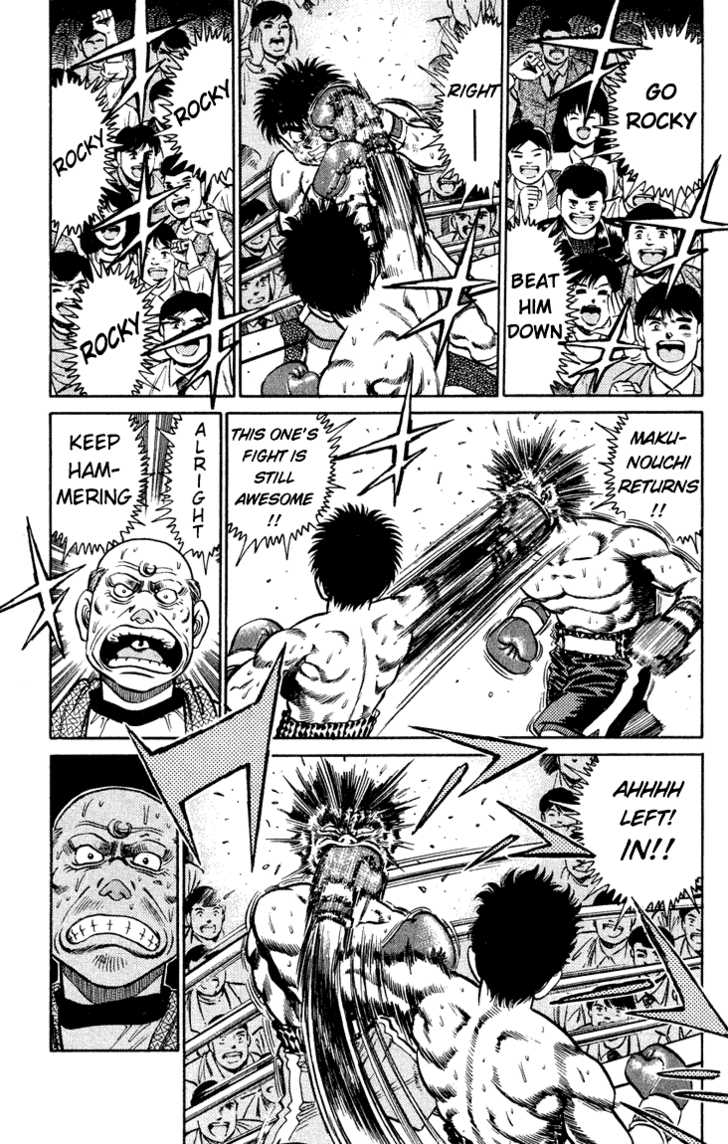 GO
ROCKY
BEAT
HIM
DOWN
RIGHT
—
ROCKY
ROCKY
ROCKY
MAKU-
NOUCHI
RETURNS
!!
THIS ONE'S
FIGHT IS
STILL
AWESOME
!!
ALRIGHT
KEEP
HAM-
MERING
AHHHH
LEFT!
IN!!